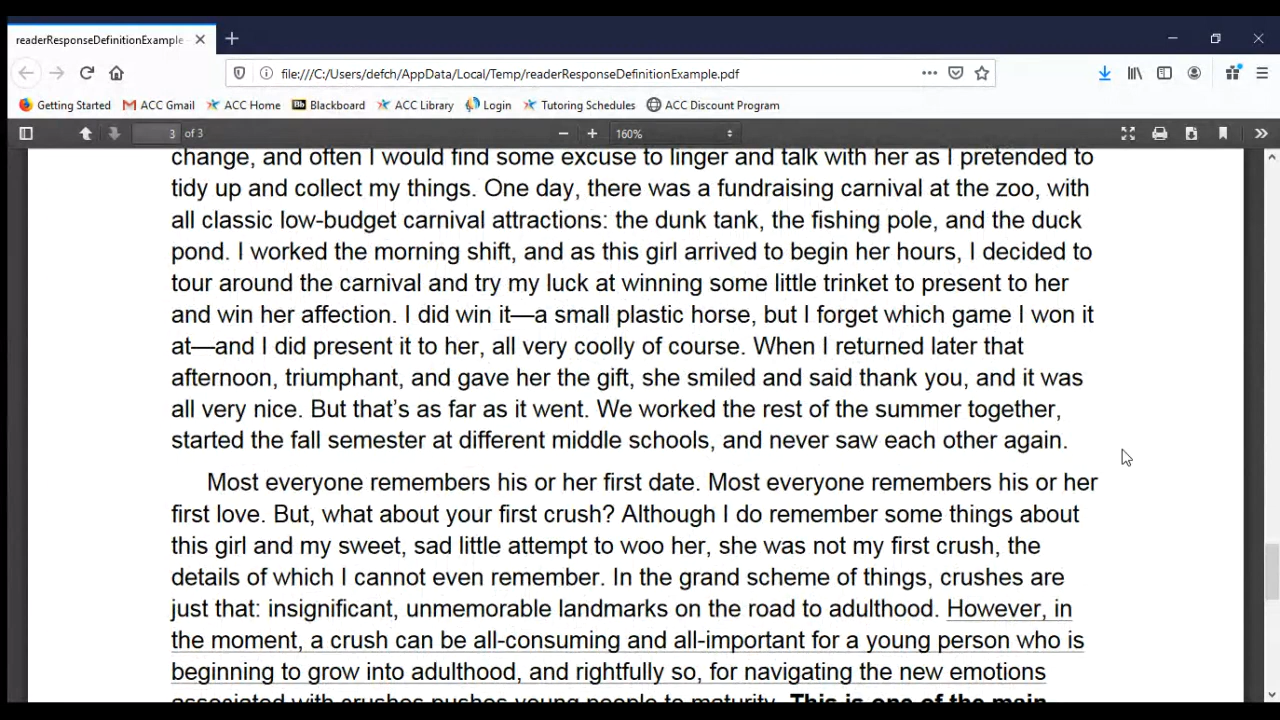 readerResponseDefinitionExample
file:///C:/Users/defch/AppData/Local/Temp/readerResponseDefinitionExample.pdf
Getting Started ACC Gmail ACC Home Bb Blackboard ACC Library Login Tutoring Schedules ACC Discount Program
3 of 3 160%
change, and often I would find some excuse to linger and talk with her as I pretended to
tidy up and collect my things. One day, there was a fundraising carnival at the zoo, with
all classic low-budget carnival attractions: the dunk tank, the fishing pole, and the duck
pond. I worked the morning shift, and as this girl arrived to begin her hours, I decided to
tour around the carnival and try my luck at winning some little trinket to present to her
and win her affection. I did win it—a small plastic horse, but I forget which game I won it
at—and I did present it to her, all very coolly of course. When I returned later that
afternoon, triumphant, and gave her the gift, she smiled and said thank you, and it was
all very nice. But that’s as far as it went. We worked the rest of the summer together,
started the fall semester at different middle schools, and never saw each other again.
Most everyone remembers his or her first date. Most everyone remembers his or her
first love. But, what about your first crush? Although I do remember some things about
this girl and my sweet, sad little attempt to woo her, she was not my first crush, the
details of which I cannot even remember. In the grand scheme of things, crushes are
just that: insignificant, unmemorable landmarks on the road to adulthood. However, in
the moment, a crush can be all-consuming and all-important for a young person who is
beginning to grow into adulthood, and rightfully so, for navigating the new emotions
associated with crushes pushes young people to maturity. This is one of the main